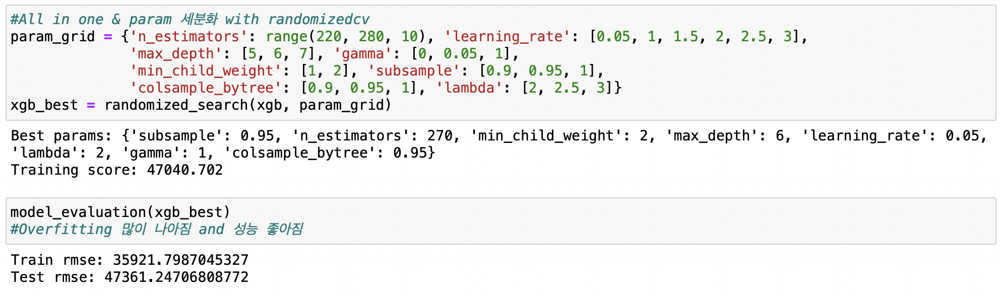 #All in one & param 세분화 with randomizedcv
param_grid = {'n_estimators': range(220, 280, 10), 'learning_rate': [0.05, 1, 1.5, 2, 2.5, 3],
'max_depth': [5, 6, 7], 'gamma': [0, 0.05, 1],
'min_child_weight': [1, 2], 'subsample': [0.9, 0.95, 1],
'colsample_bytree': [0.9, 0.95, 1], 'lambda': [2, 2.5, 3]}
xgb_best = randomized_search(xgb, param_grid)
Best params: {'subsample': 0.95, 'n_estimators': 270, 'min_child_weight': 2, 'max_depth': 6, 'learning_rate': 0.05,
'lambda': 2, 'gamma': 1, 'colsample_bytree': 0.95}
Training score: 47040.702
model_evaluation(xgb_best)
#Overfitting 많이 나아짐 and 성능 좋아짐
Train rmse: 35921.7987045327
Test rmse: 47361.24706808772